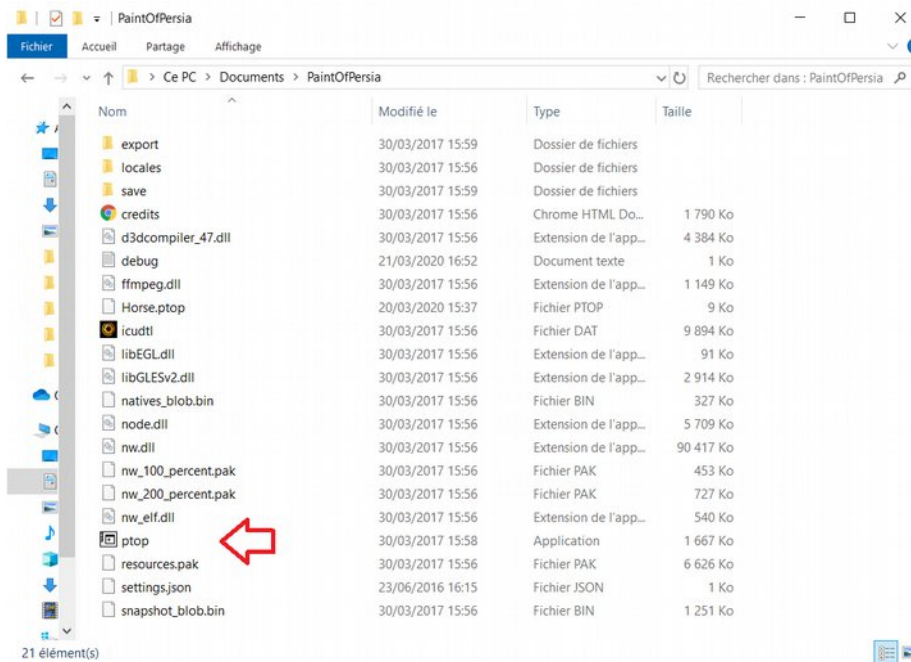 PaintOfPersia
Fichier Accueil Partage Affichage
Ce PC > Documents > PaintOfPersia Rechercher dans : PaintOfPersia
Nom Modifié le Type Taille
export 30/03/2017 15:59 Dossier de fichiers
locales 30/03/2017 15:56 Dossier de fichiers
save 30/03/2017 15:59 Dossier de fichiers
credits 30/03/2017 15:56 Chrome HTML Do... 1 790 Ko
d3dcompiler_47.dll 30/03/2017 15:56 Extension de l'app... 4 384 Ko
debug 21/03/2020 16:52 Document texte 1 Ko
ffmpeg.dll 30/03/2017 15:56 Extension de l'app... 1 149 Ko
Horse.ptop 20/03/2020 15:37 Fichier PTOP 9 Ko
icudtl 30/03/2017 15:56 Fichier DAT 9 894 Ko
libEGL.dll 30/03/2017 15:56 Extension de l'app... 91 Ko
libGLESv2.dll 30/03/2017 15:56 Extension de l'app... 2 914 Ko
natives_blob.bin 30/03/2017 15:56 Fichier BIN 327 Ko
node.dll 30/03/2017 15:56 Extension de l'app... 5 709 Ko
nw.dll 30/03/2017 15:56 Extension de l'app... 90 417 Ko
nw_100_percent.pak 30/03/2017 15:56 Fichier PAK 453 Ko
nw_200_percent.pak 30/03/2017 15:56 Fichier PAK 727 Ko
nw_elf.dll 30/03/2017 15:56 Extension de l'app... 540 Ko
ptop 30/03/2017 15:58 Application 1 667 Ko
resources.pak 30/03/2017 15:56 Fichier PAK 6 626 Ko
settings.json 23/06/2016 16:15 Fichier JSON 1 Ko
snapshot_blob.bin 30/03/2017 15:56 Fichier BIN 1 251 Ko
21 élément(s)